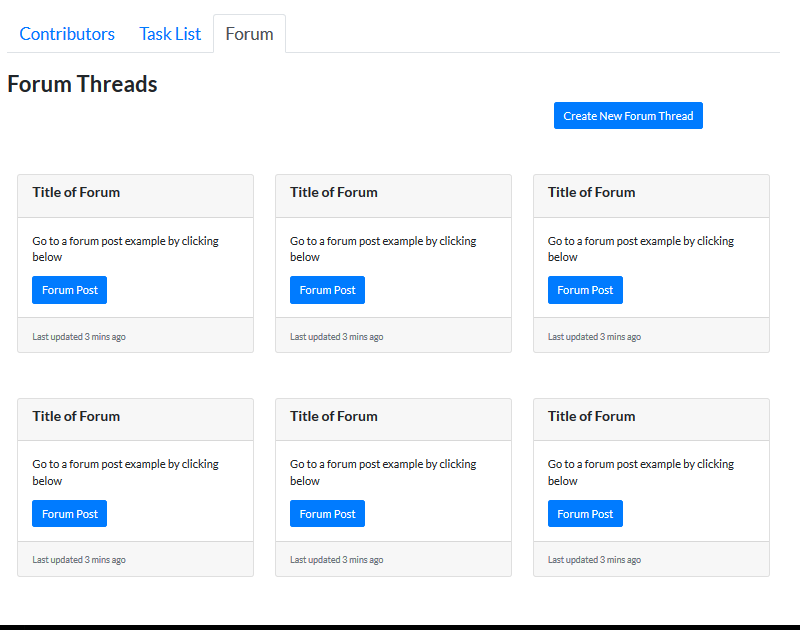 Contributors Task List Forum
Forum Threads
Create New Forum Thread
Title of Forum
Go to a forum post example by clicking
below
Forum Post
Last updated 3 mins ago
Title of Forum
Go to a forum post example by clicking
below
Forum Post
Last updated 3 mins ago
Title of Forum
Go to a forum post example by clicking
below
Forum Post
Last updated 3 mins ago
Title of Forum
Go to a forum post example by clicking
below
Forum Post
Last updated 3 mins ago
Title of Forum
Go to a forum post example by clicking
below
Forum Post
Last updated 3 mins ago
Title of Forum
Go to a forum post example by clicking
below
Forum Post
Last updated 3 mins ago